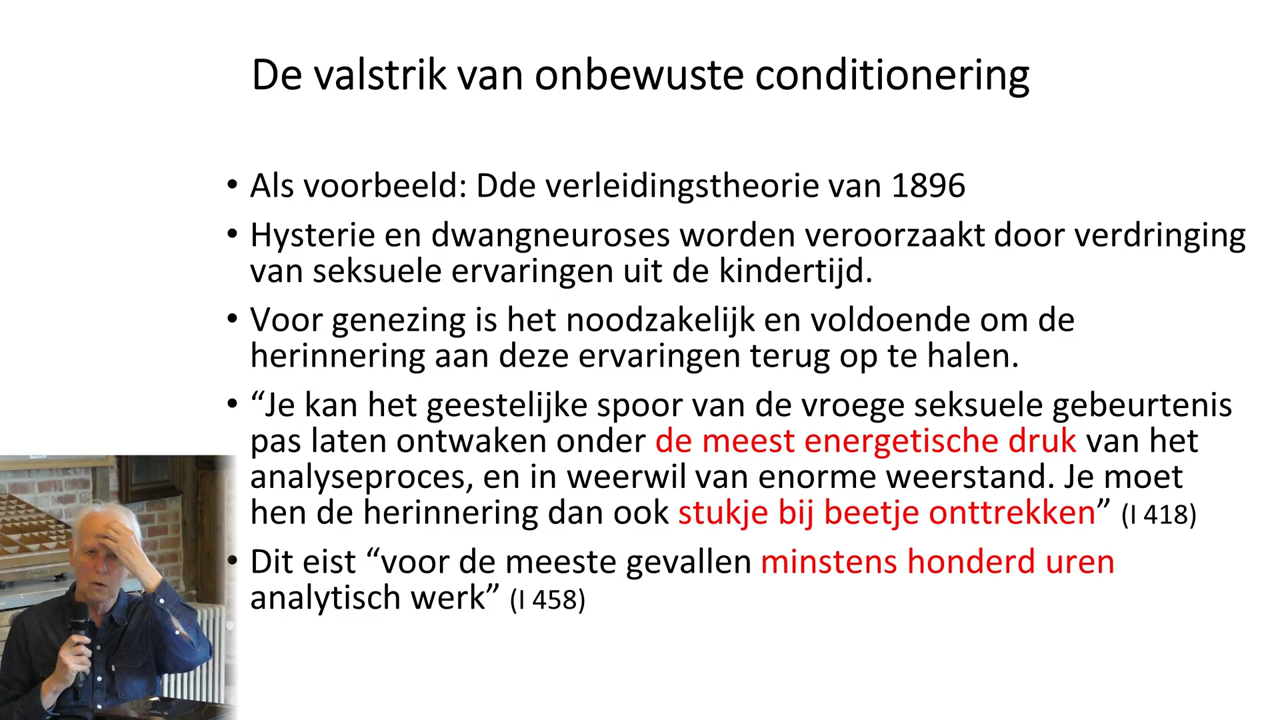 De valstrik van onbewuste conditionering
• Als voorbeeld: Dde verleidingstheorie van 1896
• Hysterie en dwangneuroses worden veroorzaakt door verdringing
van seksuele ervaringen uit de kindertijd.
• Voor genezing is het noodzakelijk en voldoende om de
herinnering aan deze ervaringen terug op te halen.
• “Je kan het geestelijke spoor van de vroege seksuele gebeurtenis
pas laten ontwaken onder de meest energetische druk van het
analyseproces, en in weerwil van enorme weerstand. Je moet
hen de herinnering dan ook stukje bij beetje onttrekken” (I 418)
• Dit eist “voor de meeste gevallen minstens honderd uren
analytisch werk” (I 458)